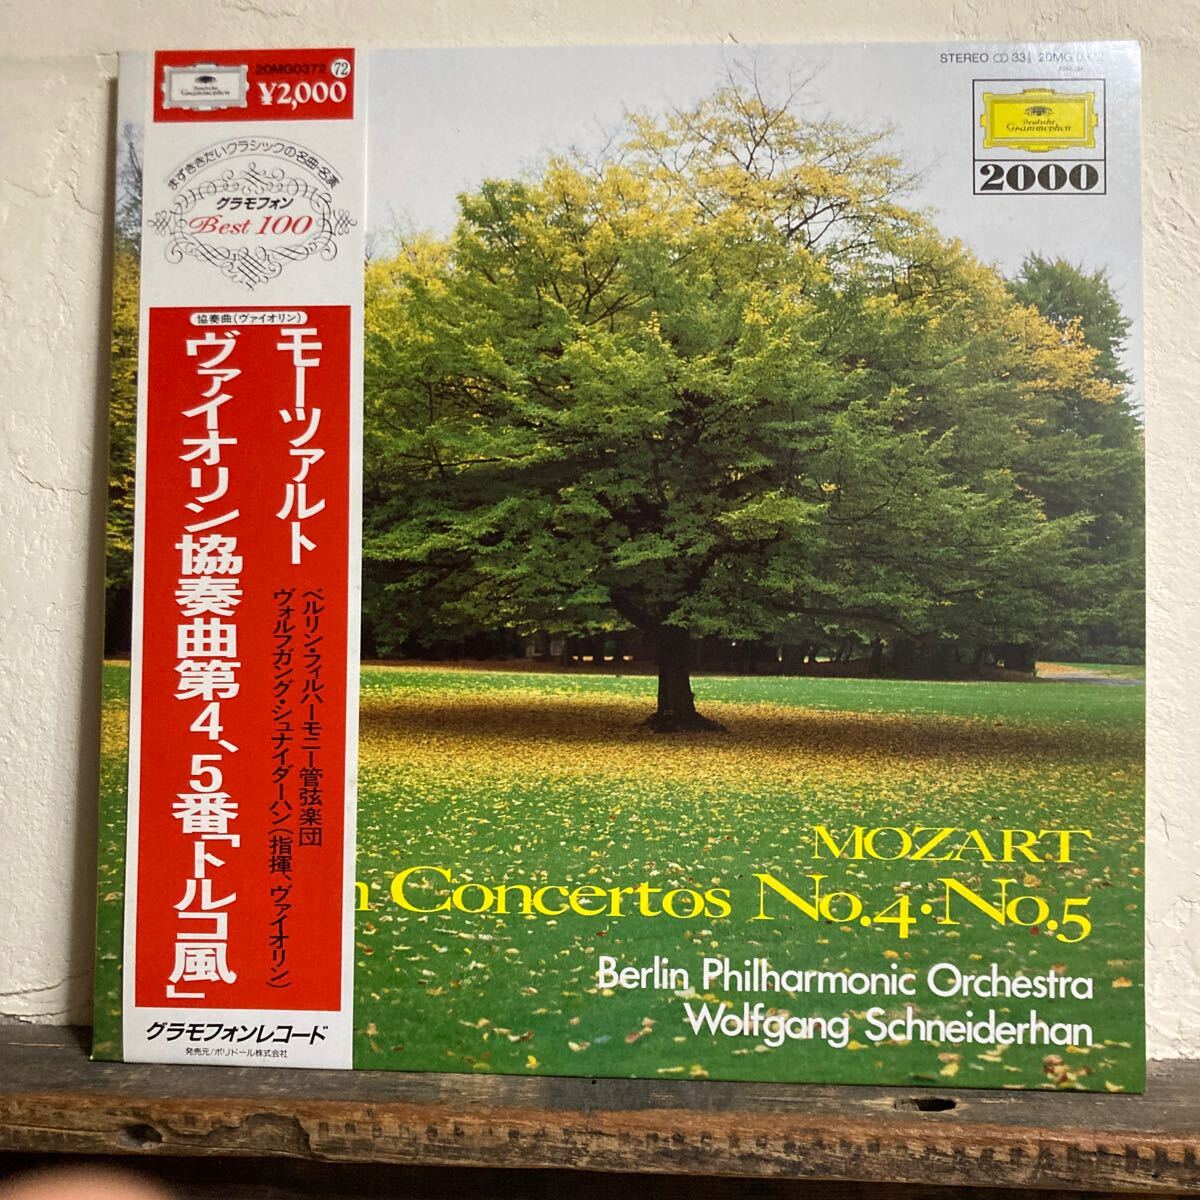 20MG0372 72
Deutsche
Grammophon
¥2,000
まずききたいクラシックの名曲・名演
グラモフォン
Best 100
協奏曲(ヴァイオリン)
モーツァルト
ヴァイオリン協奏曲第4、5番「トルコ風」
ベルリン・フィルハーモニー管弦楽団
ヴォルフガング・シュナイダーハン(指揮、ヴァイオリン)
グラモフォンレコード
発売元/ポリドール株式会社
STEREO 33⅓ 20MG
Deutsche
Grammophon
2000
MOZART
n Concertos No.4・No.5
Berlin Philharmonic Orchestra
Wolfgang Schneiderhan